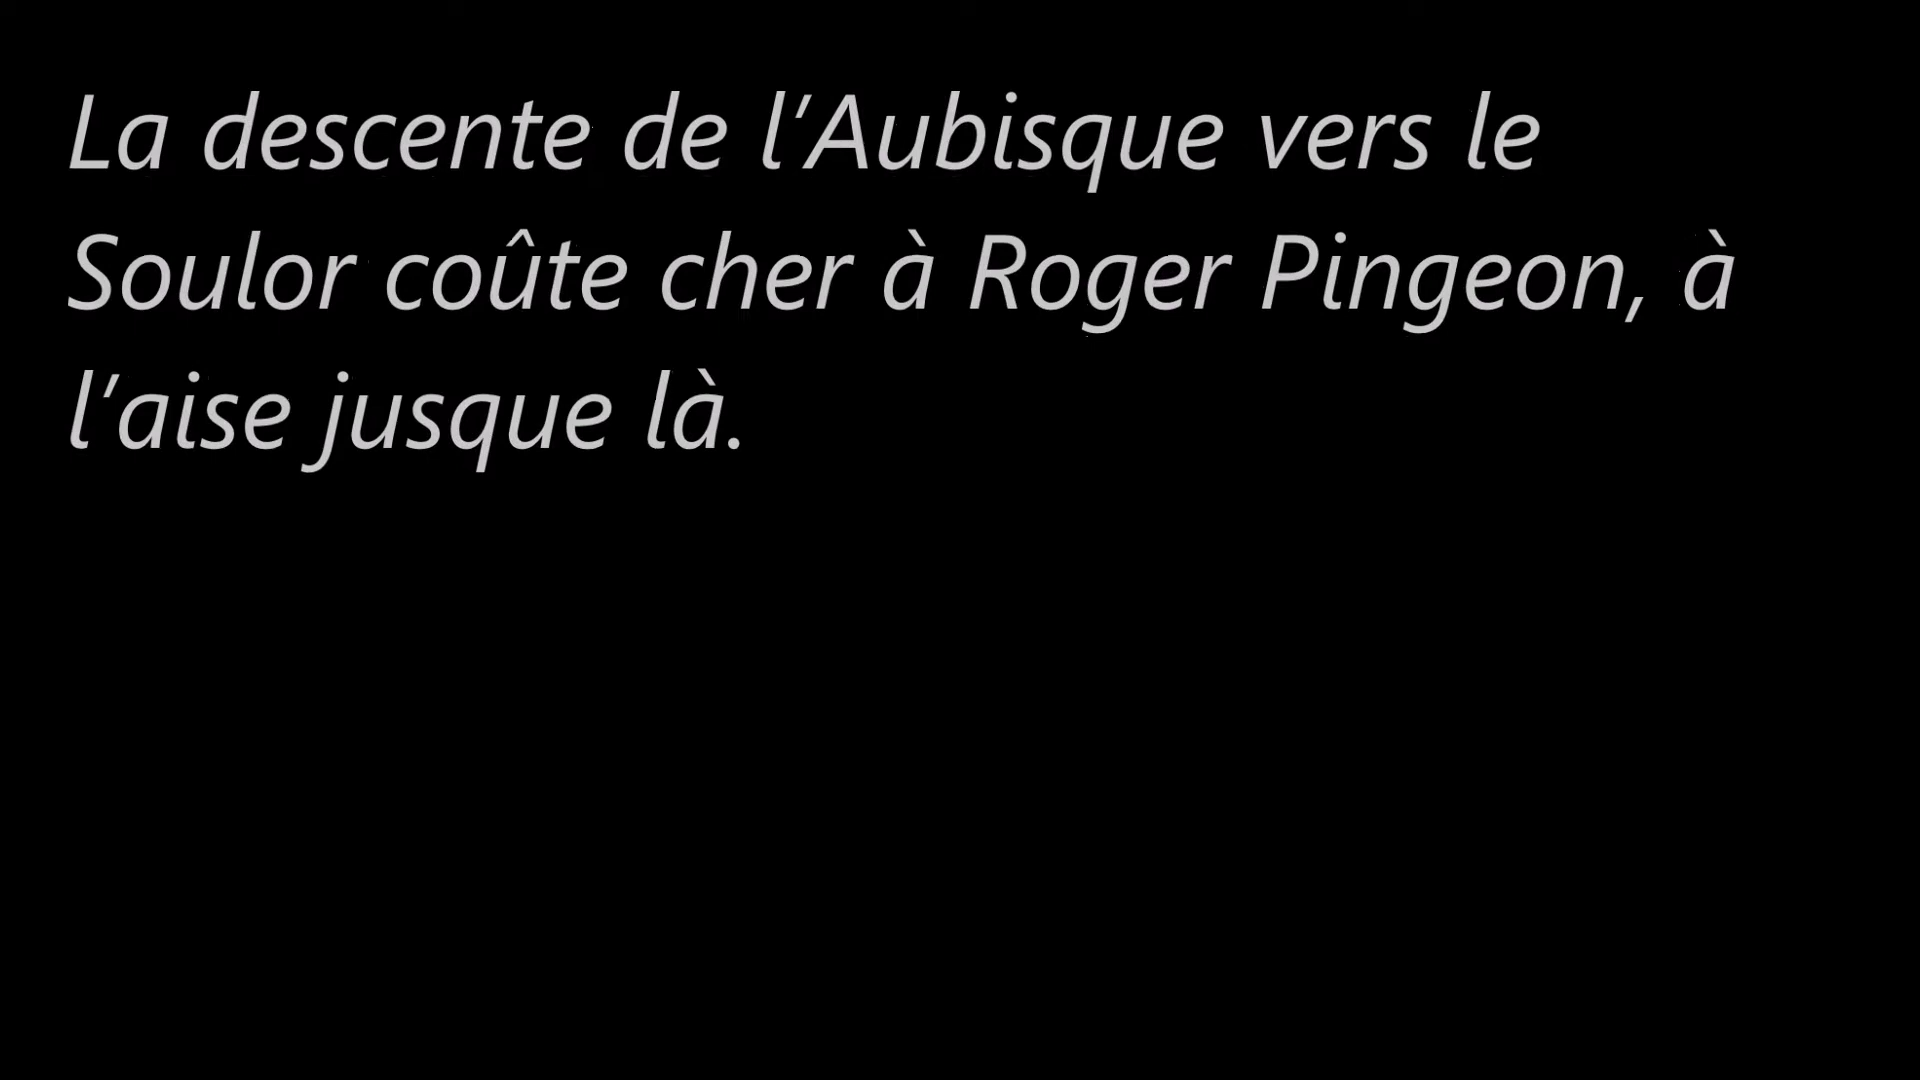 La descente de l'Aubisque vers le
Soulor coûte cher à Roger Pingeon, à
l'aise jusque là.